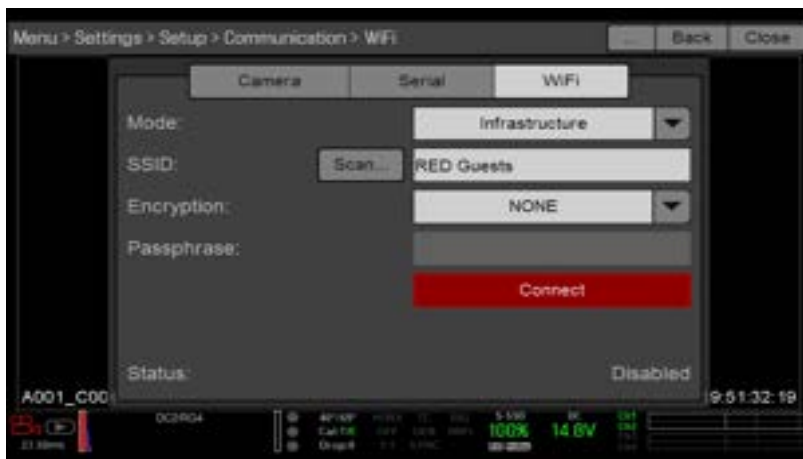 Menu > Settings > Setup > Communication > WiFi ... Back Close
Camera Serial WiFi
Mode: Infrastructure
SSID: Scan... RED Guests
Encryption: NONE
Passphrase:
Connect
Status: Disabled
A001_C00 9:51:32:19
100% 14.8V